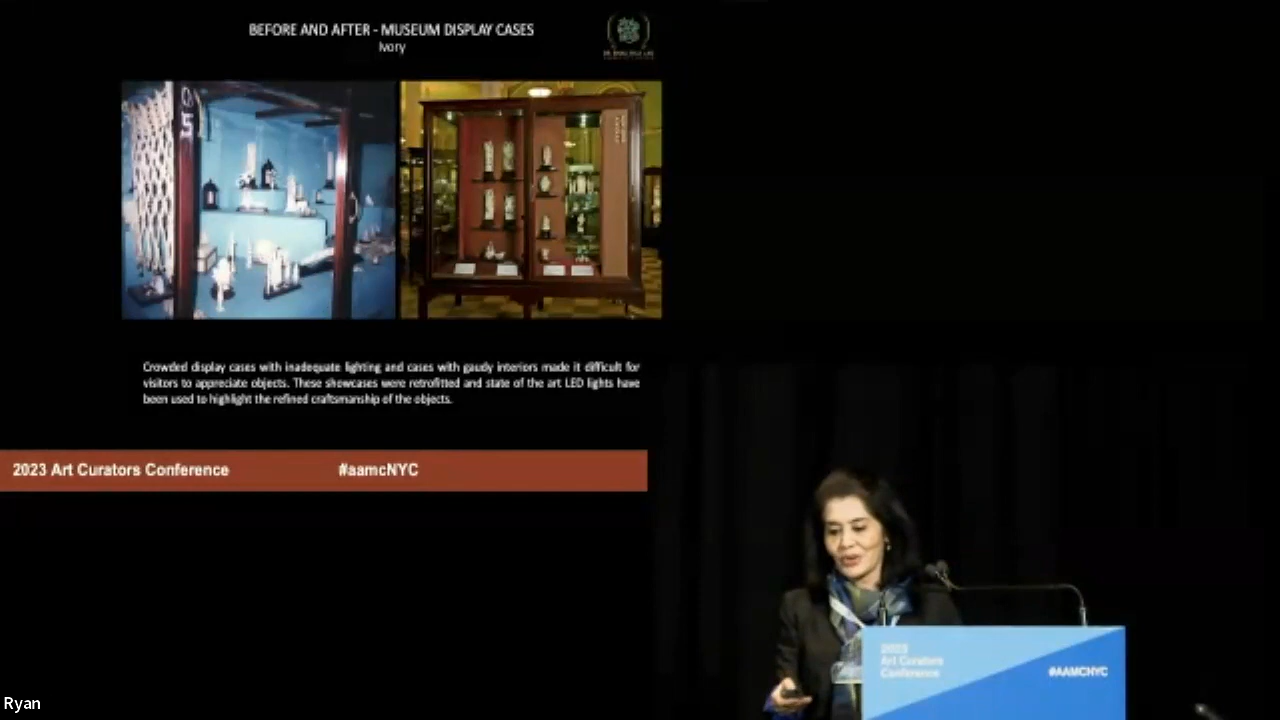 BEFORE AND AFTER - MUSEUM DISPLAY CASES
Ivory
Crowded display cases with inadequate lighting and cases with gaudy interiors made it difficult for
visitors to appreciate objects. These showcases were retrofitted and state of the art LED lights have
been used to highlight the refined craftsmanship of the objects.
2023 Art Curators Conference
#aamcNYC
2023
Art Curators
Conference
#AAMCNYC
Ryan